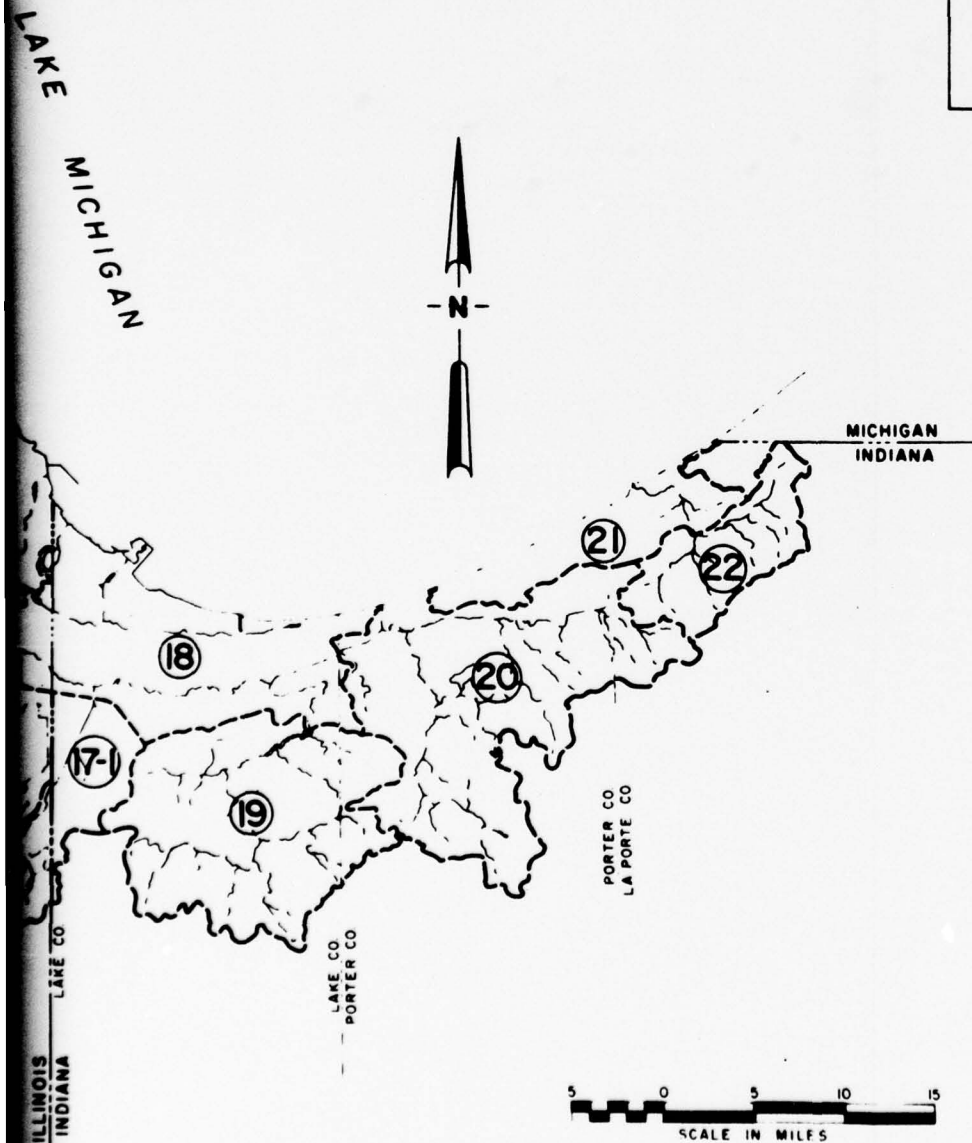 LAKE
MICHIGAN
-N-
MICHIGAN
INDIANA
21
22
18
20
17-1
19
PORTER CO
LA PORTE CO
LAKE CO
LAKE CO.
PORTER CO
ILLINOIS
INDIANA
5 0 5 10 15
SCALE IN MILES